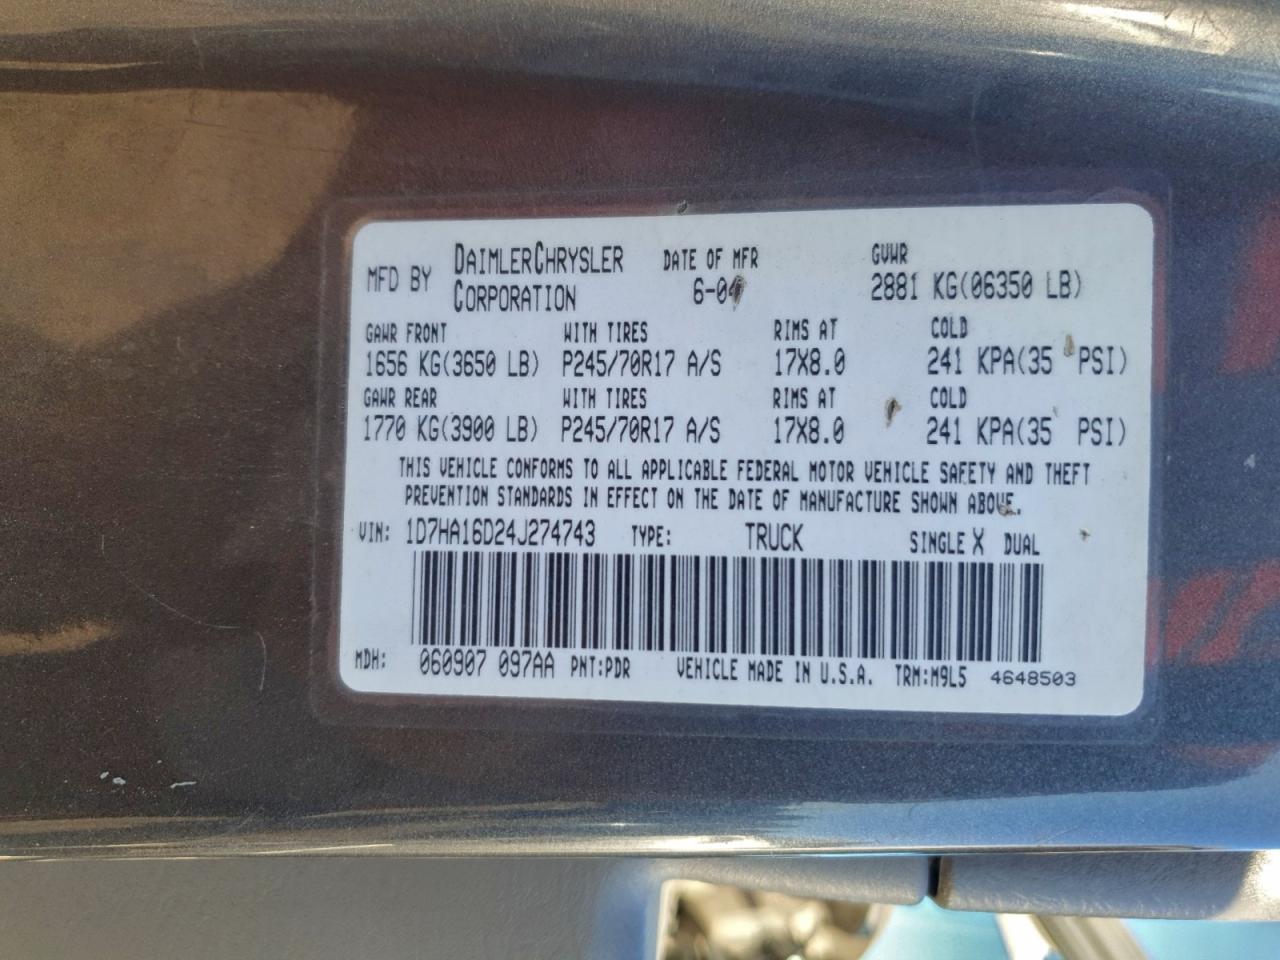 MFD BY DAIMLERCHRYSLER CORPORATION
DATE OF MFR 6-04
GVWR 2881 KG(06350 LB)
GAWR FRONT WITH TIRES RIMS AT COLD
1656 KG(3650 LB) P245/70R17 A/S 17X8.0 241 KPA(35 PSI)
GAWR REAR WITH TIRES RIMS AT COLD
1770 KG(3900 LB) P245/70R17 A/S 17X8.0 241 KPA(35 PSI)
THIS VEHICLE CONFORMS TO ALL APPLICABLE FEDERAL MOTOR VEHICLE SAFETY AND THEFT
PREVENTION STANDARDS IN EFFECT ON THE DATE OF MANUFACTURE SHOWN ABOVE.
VIN: 1D7HA16D24J274743 TYPE: TRUCK SINGLE X DUAL
MDH: 060907 097AA PNT:PDR VEHICLE MADE IN U.S.A. TRM:M9L5 4648503